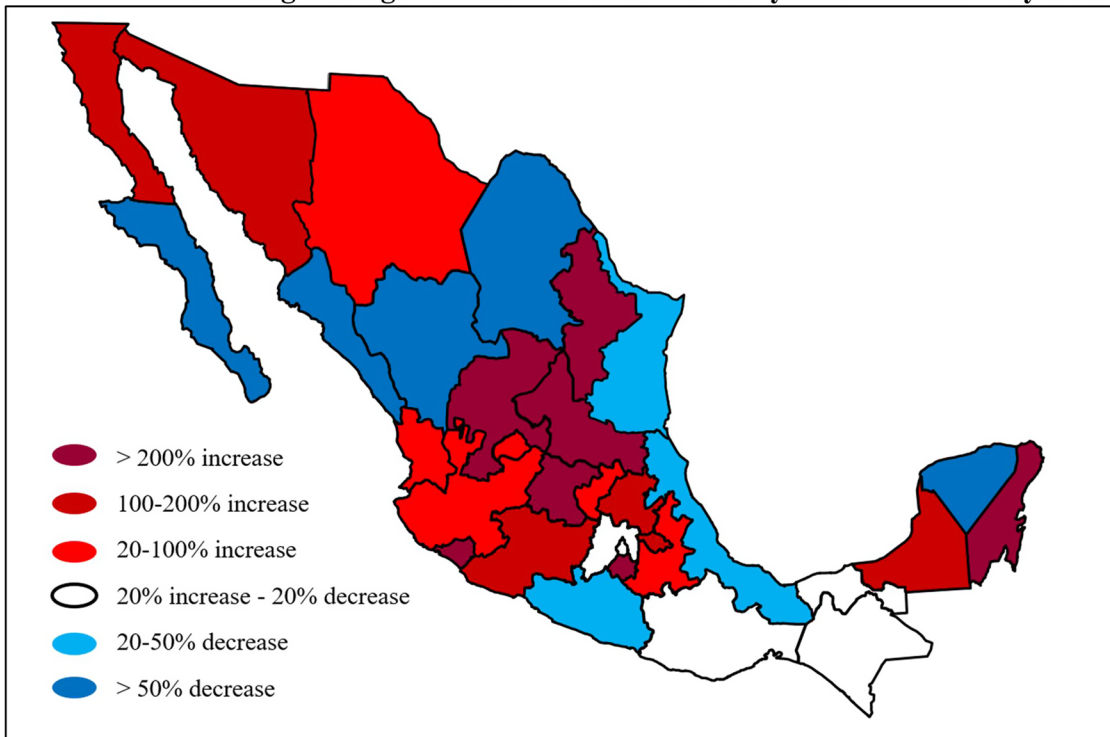 > 200% increase
100-200% increase
20-100% increase
20% increase - 20% decrease
20-50% decrease
> 50% decrease